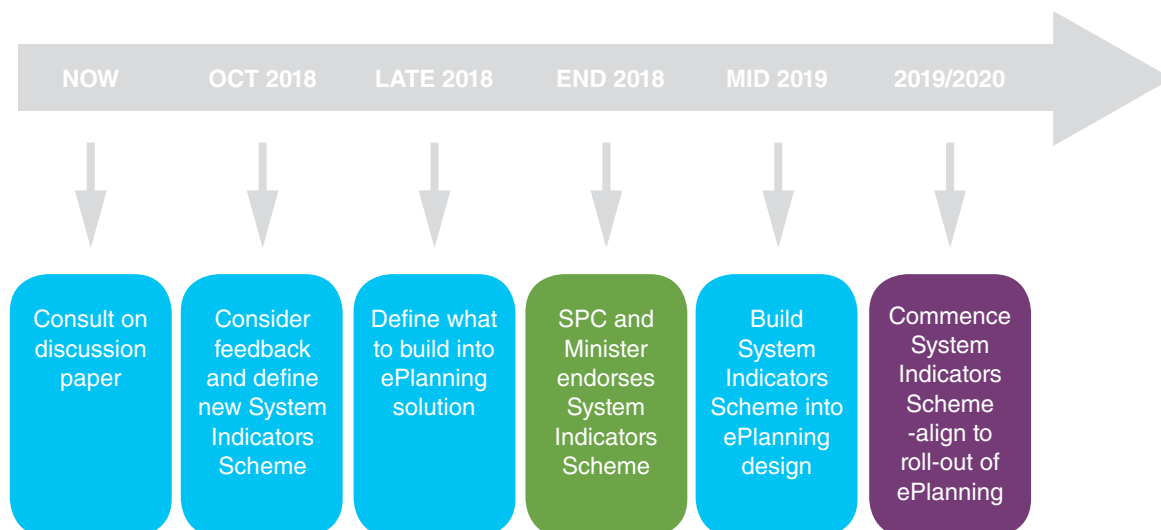 NOW
OCT 2018
LATE 2018
END 2018
MID 2019
2019/2020
Consult on
discussion
paper
Consider
feedback
and define
new System
Indicators
Scheme
Define what
to build into
ePlanning
solution
SPC and
Minister
endorses
System
Indicators
Scheme
Build
System
Indicators
Scheme into
ePlanning
design
Commence
System
Indicators
Scheme
-align to
roll-out of
ePlanning